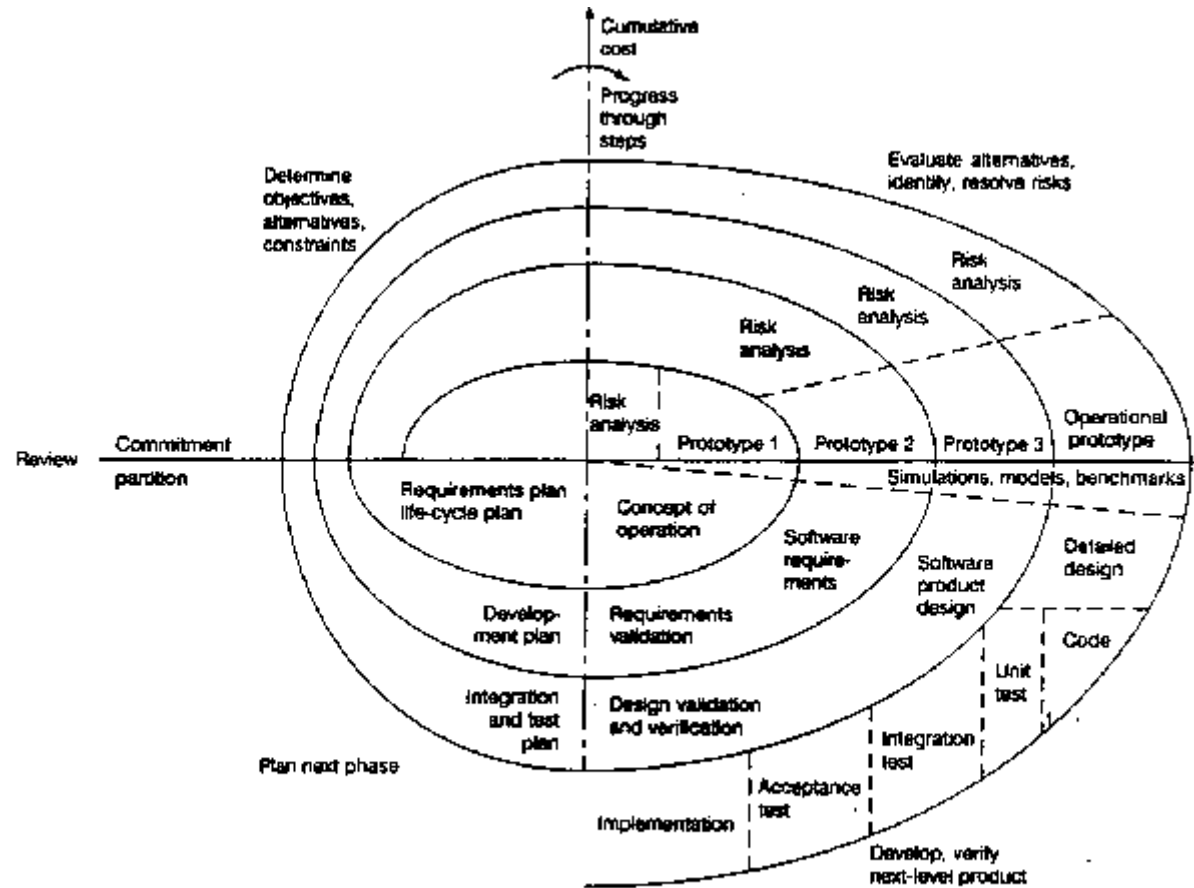 Cumulative
cost
Progress
through
steps
Determine
objectives,
alternatives,
constraints
Evaluate alternatives,
identify, resolve risks
Risk
analysis
Risk
analysis
Risk
analysis
Risk
analysis
Prototype 1
Prototype 2
Prototype 3
Operational
prototype
Review
Commitment
partition
Simulations, models, benchmarks
Requirements plan
life-cycle plan
Concept of
operation
Software
require-
ments
Software
product
design
Detailed
design
Develop-
ment plan
Requirements
validation
Code
Unit
test
Integration
and test
plan
Design validation
and verification
Integration
test
Plan next phase
Acceptance
test
Implementation
Develop, verify
next-level product